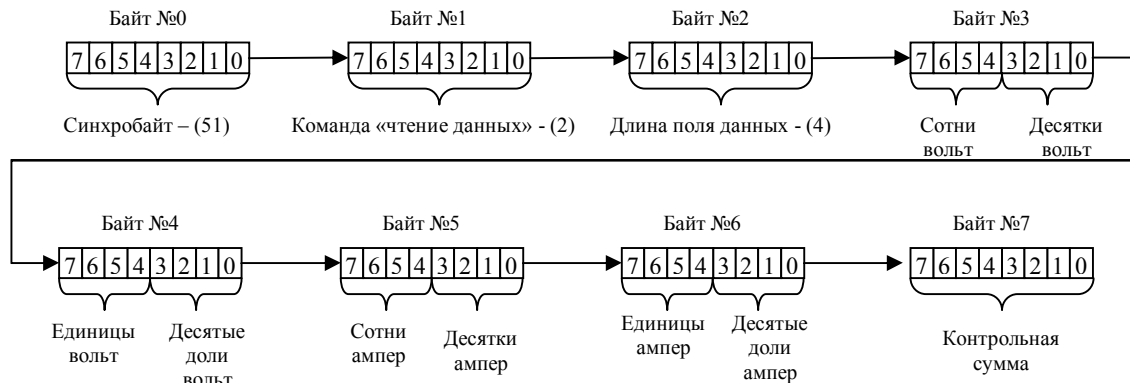 Байт №0 Байт №1 Байт №2 Байт №3
7 6 5 4 3 2 1 0 7 6 5 4 3 2 1 0 7 6 5 4 3 2 1 0 7 6 5 4 3 2 1 0
Синхробайт – (51) Команда «чтение данных» - (2) Длина поля данных - (4) Сотни Десятки
вольт вольт
Байт №4 Байт №5 Байт №6 Байт №7
7 6 5 4 3 2 1 0 7 6 5 4 3 2 1 0 7 6 5 4 3 2 1 0 7 6 5 4 3 2 1 0
Единицы Десятые Сотни Десятки Единицы Десятые Контрольная
вольт доли ампер ампер ампер доли сумма
вольт ампер